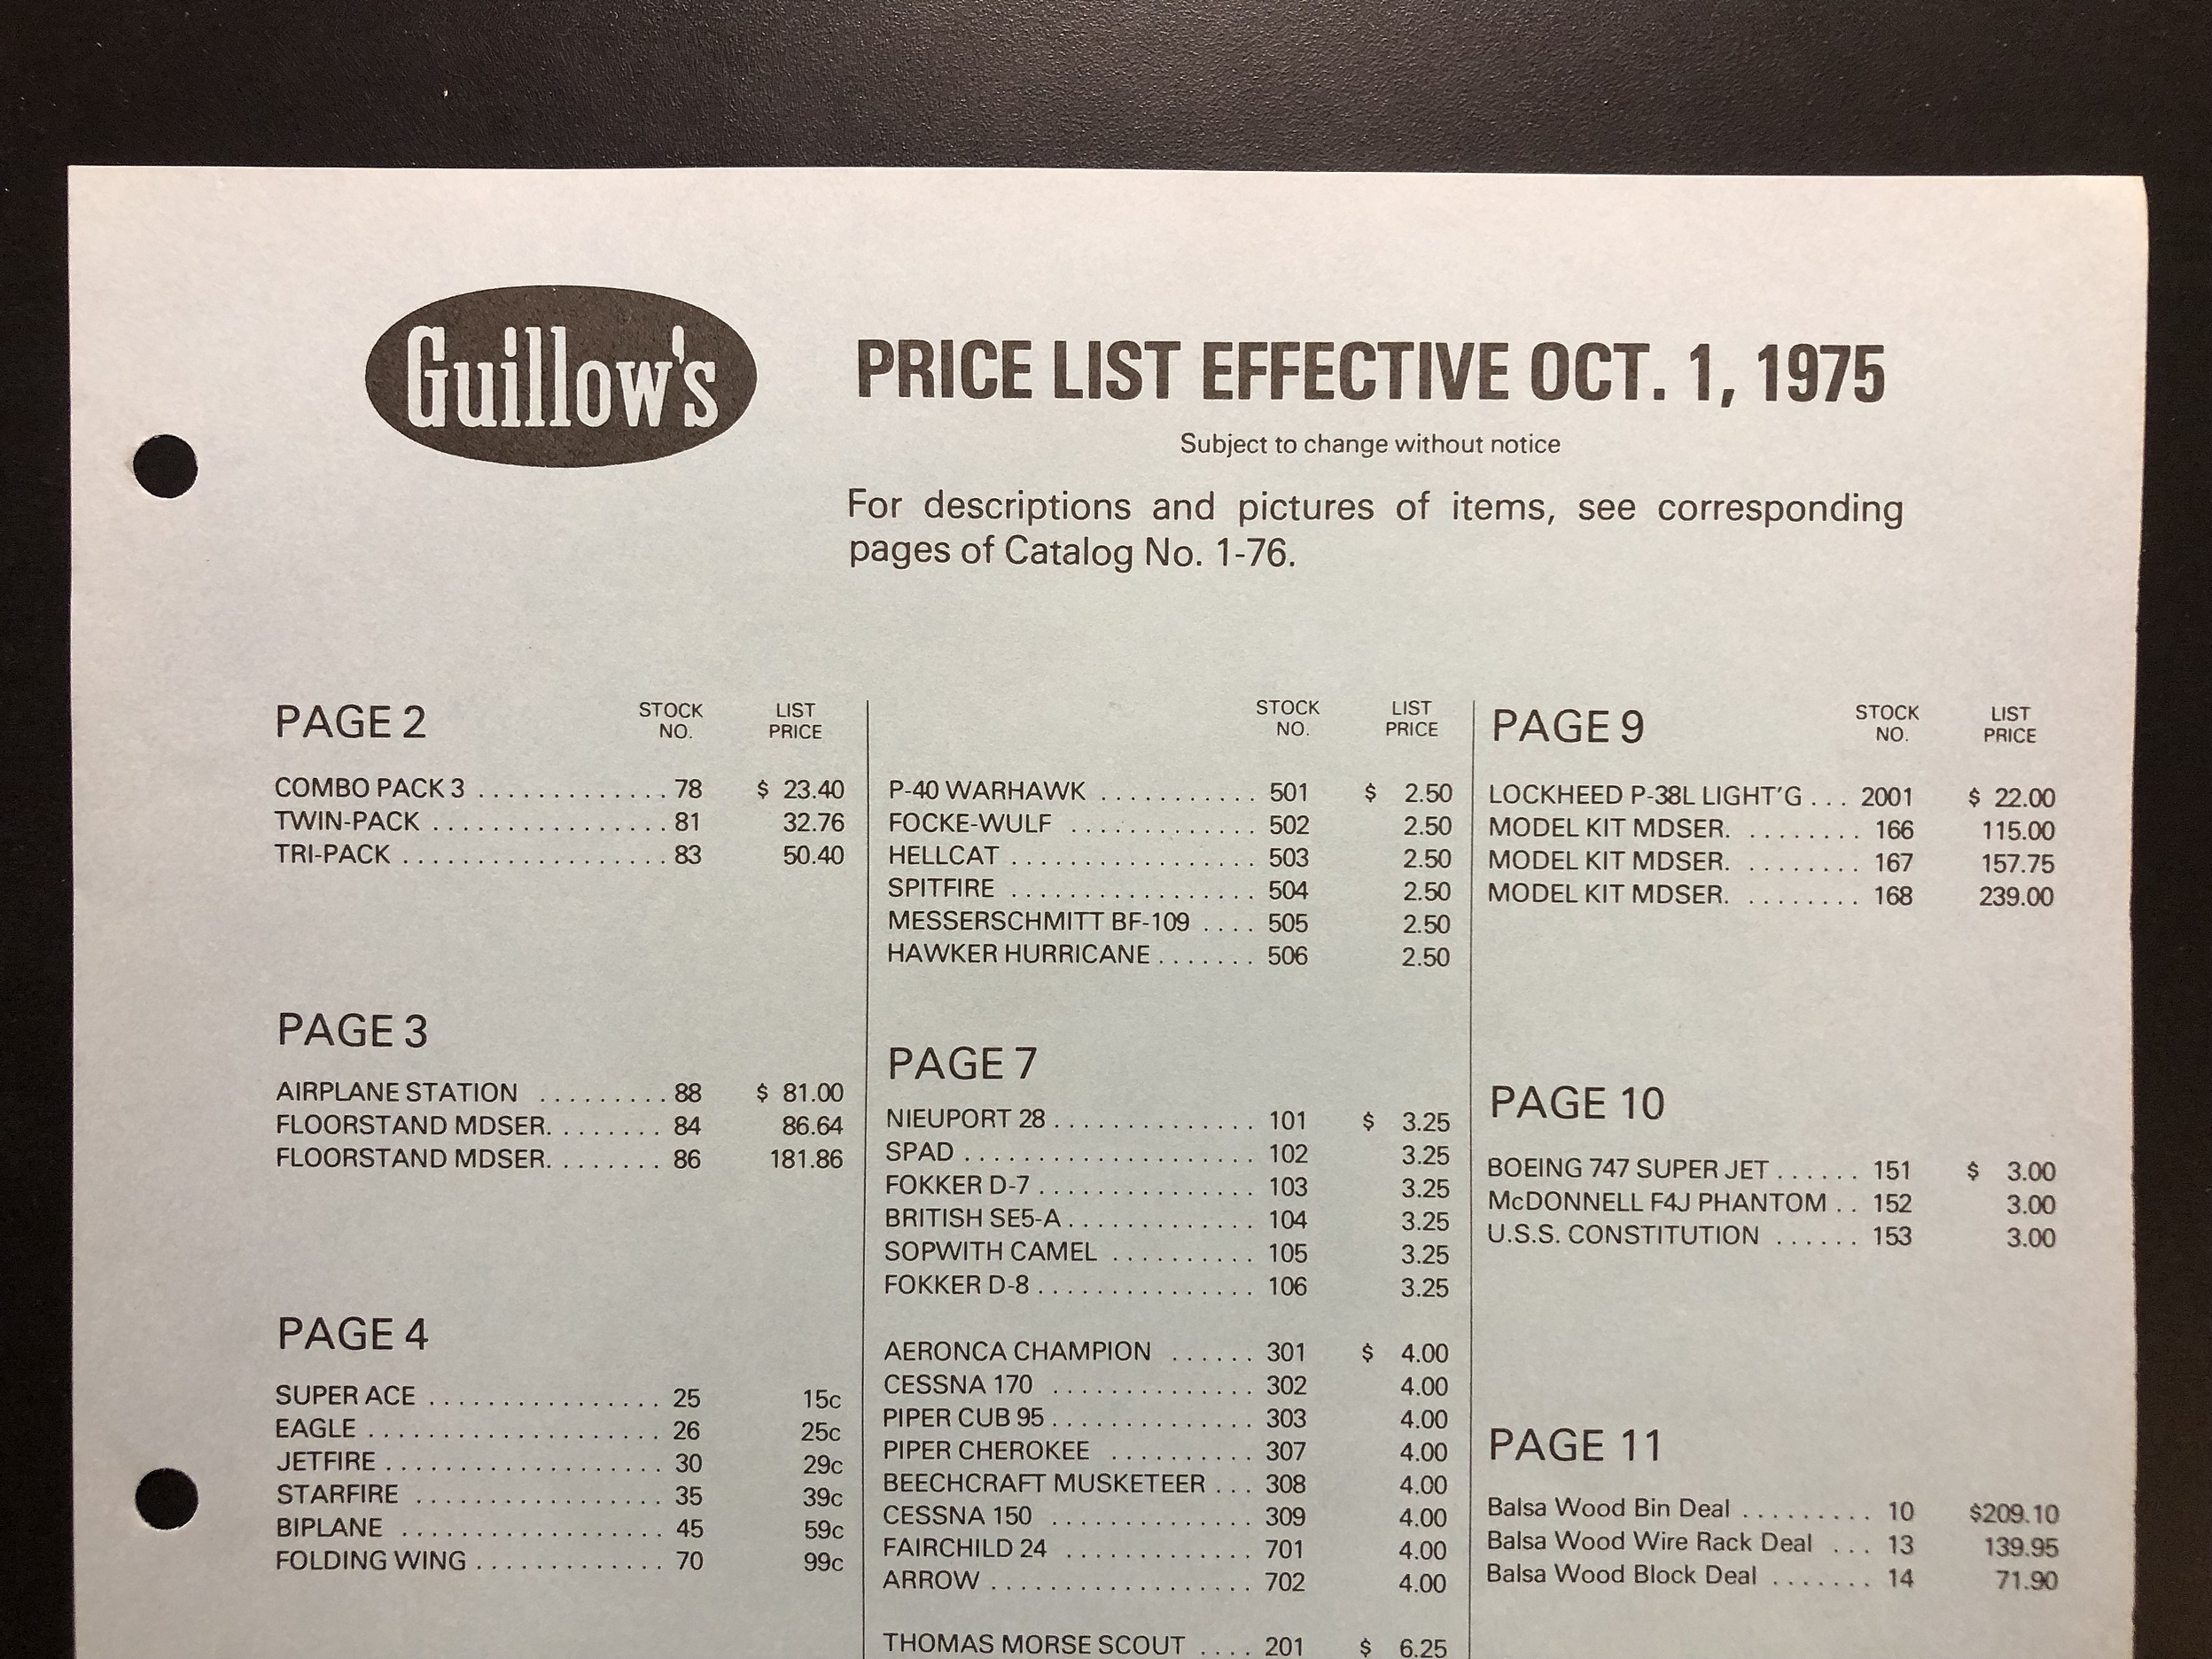 Guillow's
PRICE LIST EFFECTIVE OCT. 1, 1975
Subject to change without notice
For descriptions and pictures of items, see corresponding
pages of Catalog No. 1-76.
PAGE 2 STOCK NO. LIST PRICE
COMBO PACK 3 . . . . . . . . . . . . . 78 $ 23.40
TWIN-PACK . . . . . . . . . . . . . . . . 81 32.76
TRI-PACK . . . . . . . . . . . . . . . . . . 83 50.40
PAGE 3
AIRPLANE STATION . . . . . . . . . 88 $ 81.00
FLOORSTAND MDSER. . . . . . . . 84 86.64
FLOORSTAND MDSER. . . . . . . . 86 181.86
PAGE 4
SUPER ACE . . . . . . . . . . . . . . . . 25 15c
EAGLE . . . . . . . . . . . . . . . . . . . . 26 25c
JETFIRE . . . . . . . . . . . . . . . . . . . 30 29c
STARFIRE . . . . . . . . . . . . . . . . . 35 39c
BIPLANE . . . . . . . . . . . . . . . . . . 45 59c
FOLDING WING . . . . . . . . . . . . . 70 99c
STOCK NO. LIST PRICE
P-40 WARHAWK . . . . . . . . . . . 501 $ 2.50
FOCKE-WULF . . . . . . . . . . . . . 502 2.50
HELLCAT . . . . . . . . . . . . . . . . . 503 2.50
SPITFIRE . . . . . . . . . . . . . . . . . 504 2.50
MESSERSCHMITT BF-109 . . . . 505 2.50
HAWKER HURRICANE . . . . . . . 506 2.50
PAGE 7
NIEUPORT 28 . . . . . . . . . . . . . . 101 $ 3.25
SPAD . . . . . . . . . . . . . . . . . . . . 102 3.25
FOKKER D-7 . . . . . . . . . . . . . . . 103 3.25
BRITISH SE5-A . . . . . . . . . . . . . 104 3.25
SOPWITH CAMEL . . . . . . . . . . 105 3.25
FOKKER D-8 . . . . . . . . . . . . . . . 106 3.25
AERONCA CHAMPION . . . . . . 301 $ 4.00
CESSNA 170 . . . . . . . . . . . . . . 302 4.00
PIPER CUB 95 . . . . . . . . . . . . . . 303 4.00
PIPER CHEROKEE . . . . . . . . . . 307 4.00
BEECHCRAFT MUSKETEER . . . 308 4.00
CESSNA 150 . . . . . . . . . . . . . . 309 4.00
FAIRCHILD 24 . . . . . . . . . . . . . 701 4.00
ARROW . . . . . . . . . . . . . . . . . . 702 4.00
THOMAS MORSE SCOUT . . . . 201 $ 6.25
PAGE 9 STOCK NO. LIST PRICE
LOCKHEED P-38L LIGHT'G . . . 2001 $ 22.00
MODEL KIT MDSER. . . . . . . . . 166 115.00
MODEL KIT MDSER. . . . . . . . . 167 157.75
MODEL KIT MDSER. . . . . . . . . 168 239.00
PAGE 10
BOEING 747 SUPER JET . . . . . . 151 $ 3.00
McDONNELL F4J PHANTOM . . 152 3.00
U.S.S. CONSTITUTION . . . . . . 153 3.00
PAGE 11
Balsa Wood Bin Deal . . . . . . . . . 10 $209.10
Balsa Wood Wire Rack Deal . . . 13 139.95
Balsa Wood Block Deal . . . . . . . 14 71.90